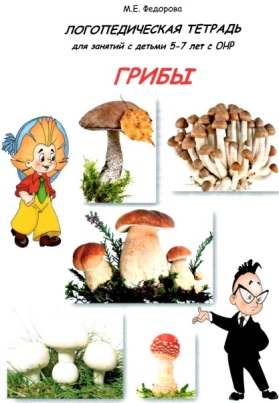 М.Е. Федорова
ЛОГОПЕДИЧЕСКАЯ ТЕТРАДЬ
для занятий с детьми 5-7 лет с ОНР
ГРИБЫ